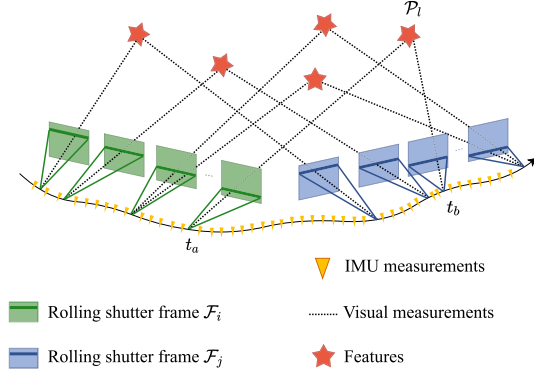 𝒫_l
t_a
t_b
IMU measurements
Rolling shutter frame ℱ_i
Visual measurements
Rolling shutter frame ℱ_j
Features